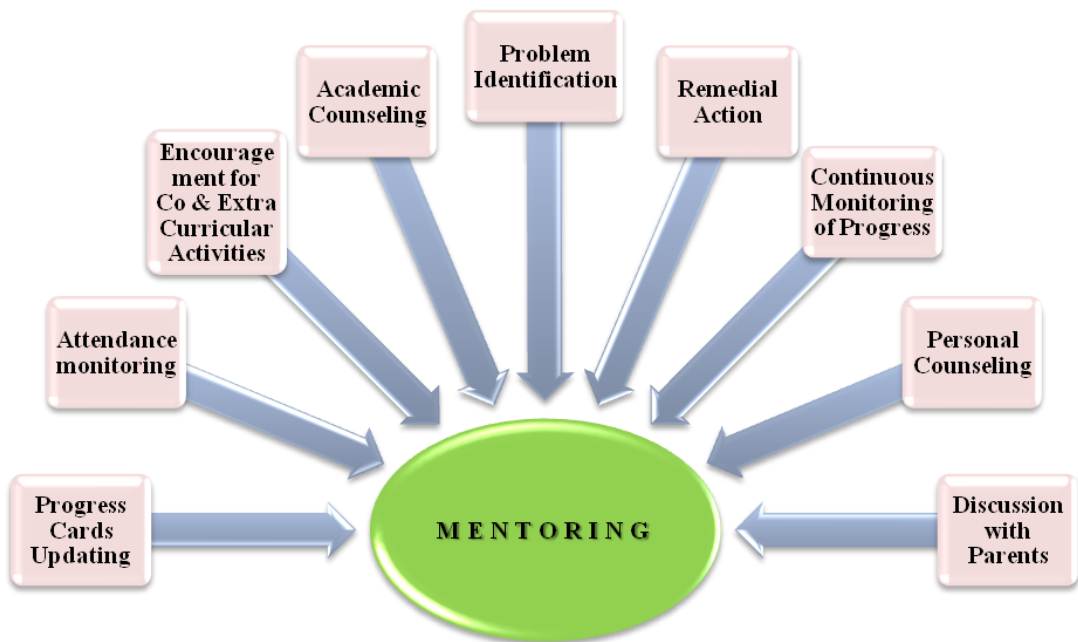 Problem
Identification
Academic
Counseling
Remedial
Action
Encourage
ment for
Co & Extra
Curricular
Activities
Continuous
Monitoring
of Progress
Attendance
monitoring
Personal
Counseling
Progress
Cards
Updating
MENTORING
Discussion
with
Parents